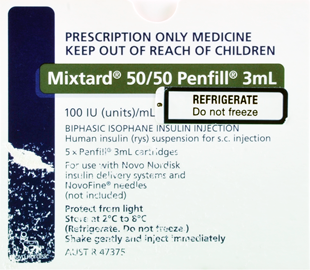 PRESCRIPTION ONLY MEDICINE
KEEP OUT OF REACH OF CHILDREN
Mixtard® 50/50 Penfill® 3mL
100 IU (units)/mL
REFRIGERATE
Do not freeze
BIPHASIC ISOPHANE INSULIN INJECTION
Human insulin (rys) suspension for s.c. injection
5 x Penfill® 3mL cartridges
For use with Novo Nordisk
insulin delivery systems and
NovoFine® needles
(not included)
Protect from light
Store at 2°C to 8°C
(Refrigerate. Do not freeze.)
Shake gently and inject immediately
AUST R 47375